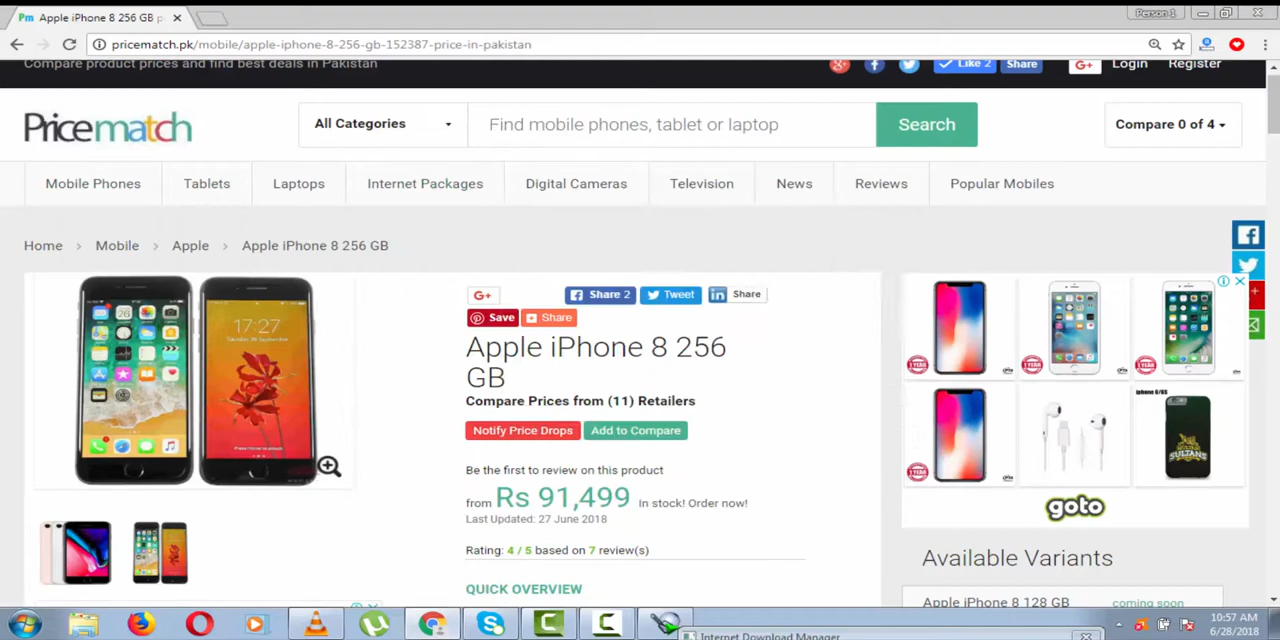 Pm Apple iPhone 8 256 GB p
Person 1
pricematch.pk/mobile/apple-iphone-8-256-gb-152387-price-in-pakistan
Compare product prices and find best deals in Pakistan
Like 2
Share
G+
Login
Register
Pricematch
All Categories
Find mobile phones, tablet or laptop
Search
Compare 0 of 4
Mobile Phones
Tablets
Laptops
Internet Packages
Digital Cameras
Television
News
Reviews
Popular Mobiles
Home > Mobile > Apple > Apple iPhone 8 256 GB
17:27
G+
Share 2
Tweet
Share
Save
Share
Apple iPhone 8 256
GB
Compare Prices from (11) Retailers
Notify Price Drops
Add to Compare
Be the first to review on this product
from Rs 91,499 In stock! Order now!
Last Updated: 27 June 2018
Rating: 4 / 5 based on 7 review(s)
QUICK OVERVIEW
iphone 6/6S
SULTANS
goto
Available Variants
Apple iPhone 8 128 GB
coming soon
Internet Download Manager
10:57 AM
6/28/2018